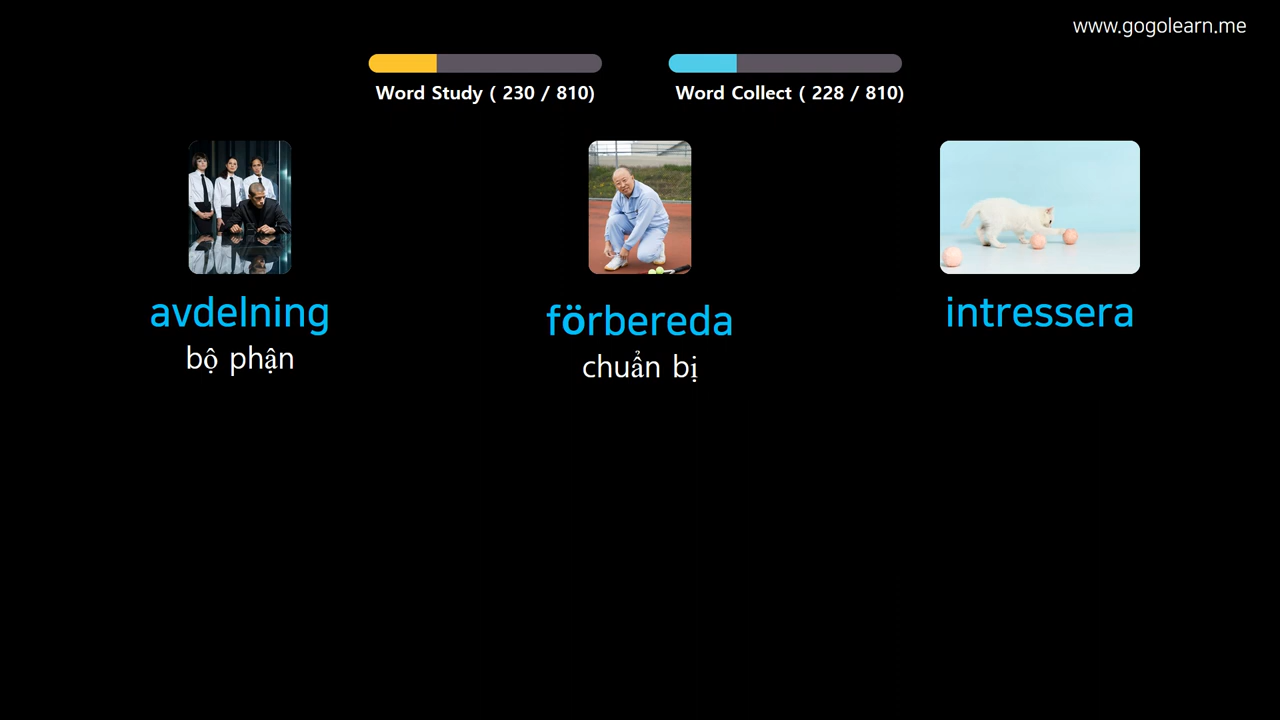 www.gogolearn.me
Word Study ( 230 / 810)
Word Collect ( 228 / 810)
avdelning
bộ phận
förbereda
chuẩn bị
intressera